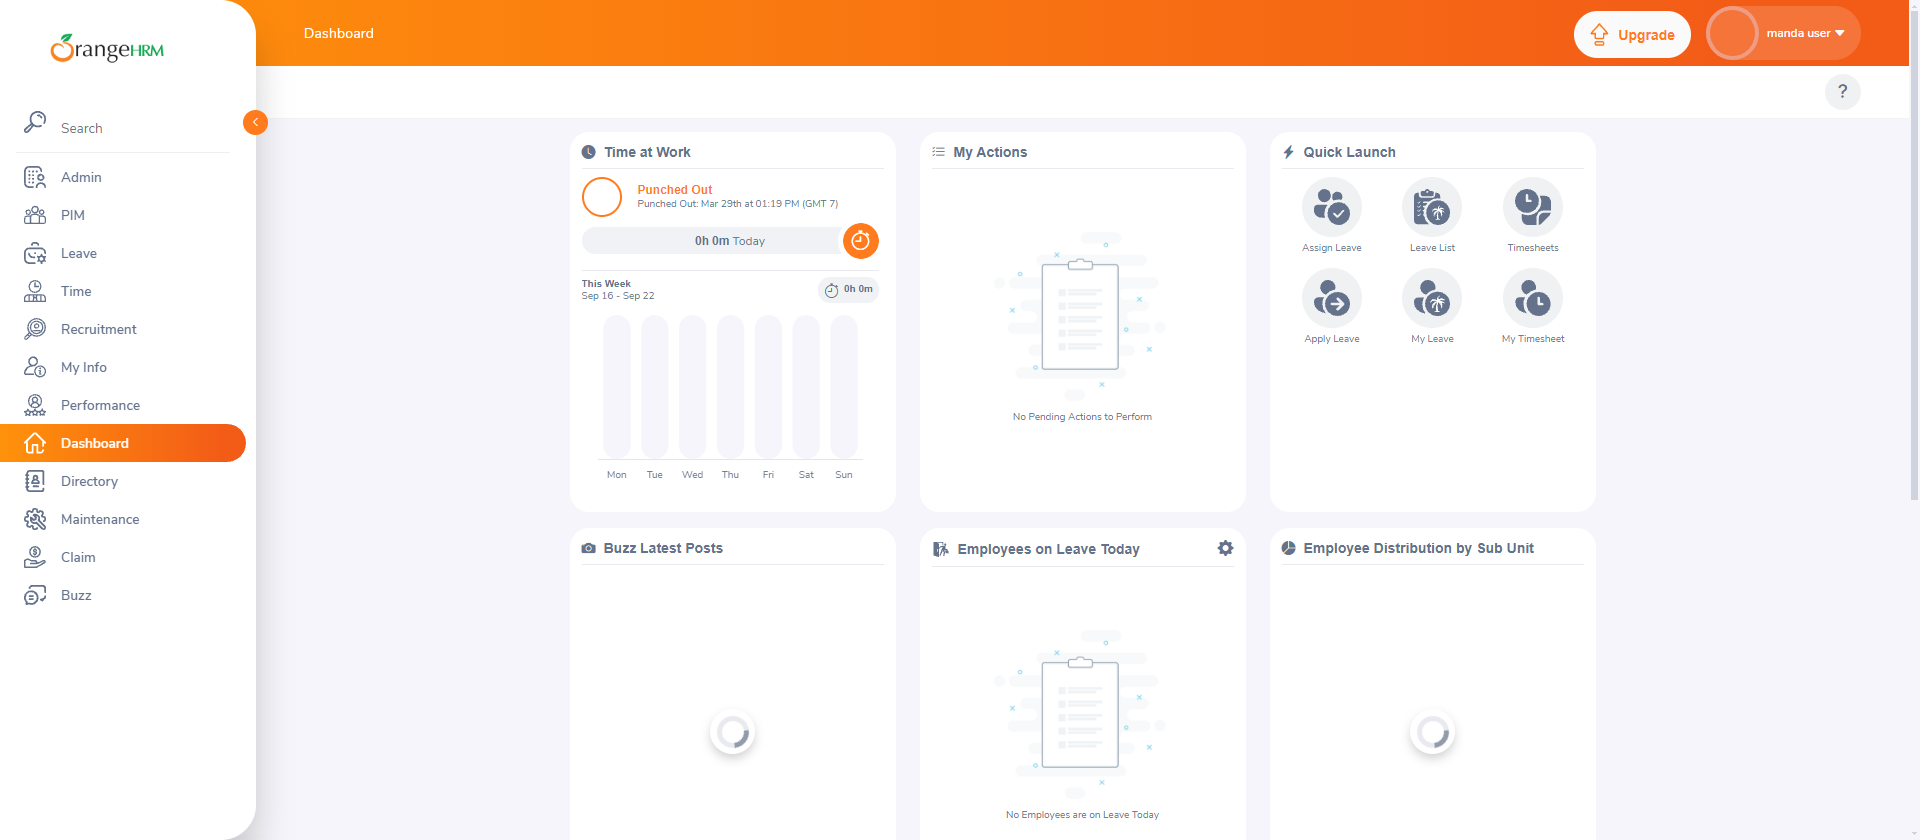 OrangeHRM
Dashboard
Upgrade
manda user
?
Search
Admin
PIM
Leave
Time
Recruitment
My Info
Performance
Dashboard
Directory
Maintenance
Claim
Buzz
Time at Work
Punched Out
Punched Out: Mar 29th at 01:19 PM (GMT 7)
0h 0m Today
This Week
Sep 16 - Sep 22
0h 0m
Mon Tue Wed Thu Fri Sat Sun
My Actions
No Pending Actions to Perform
Quick Launch
Assign Leave Leave List Timesheets
Apply Leave My Leave My Timesheet
Buzz Latest Posts
Employees on Leave Today
No Employees are on Leave Today
Employee Distribution by Sub Unit